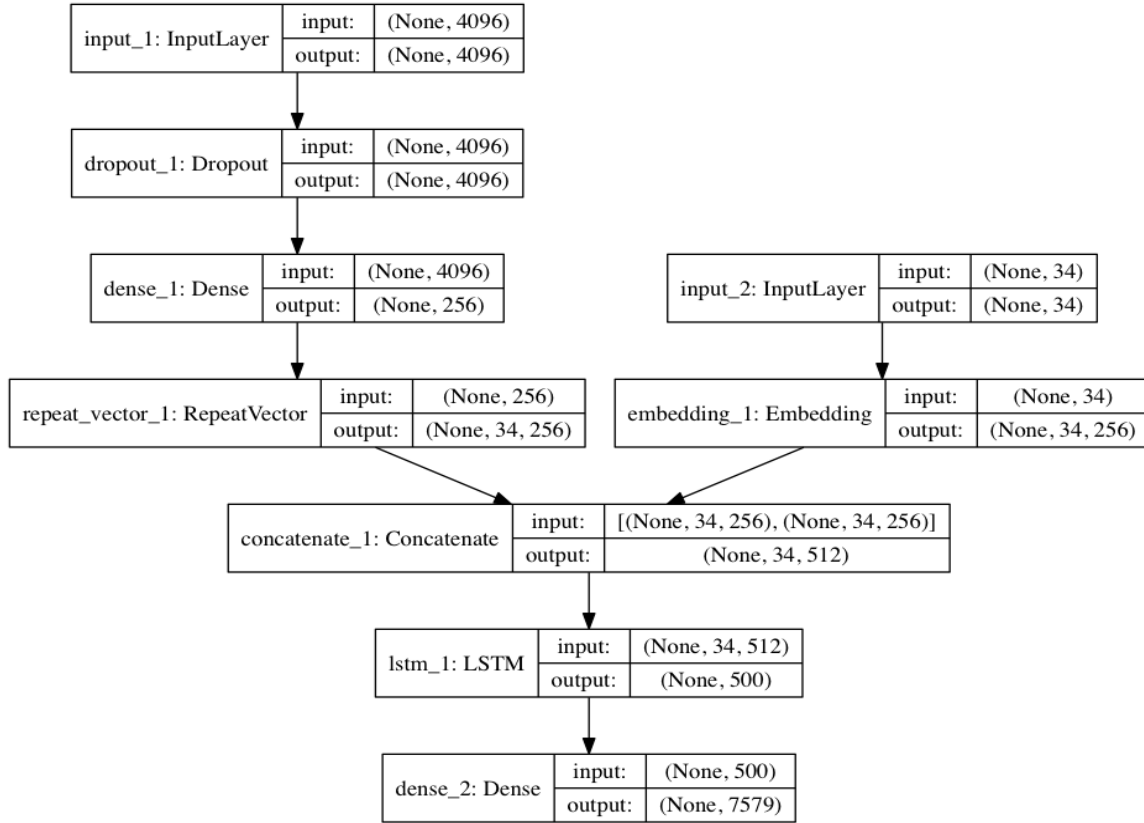 input_1: InputLayer
input: (None, 4096)
output: (None, 4096)
dropout_1: Dropout
input: (None, 4096)
output: (None, 4096)
dense_1: Dense
input: (None, 4096)
output: (None, 256)
input_2: InputLayer
input: (None, 34)
output: (None, 34)
repeat_vector_1: RepeatVector
input: (None, 256)
output: (None, 34, 256)
embedding_1: Embedding
input: (None, 34)
output: (None, 34, 256)
concatenate_1: Concatenate
input: [(None, 34, 256), (None, 34, 256)]
output: (None, 34, 512)
lstm_1: LSTM
input: (None, 34, 512)
output: (None, 500)
dense_2: Dense
input: (None, 500)
output: (None, 7579)